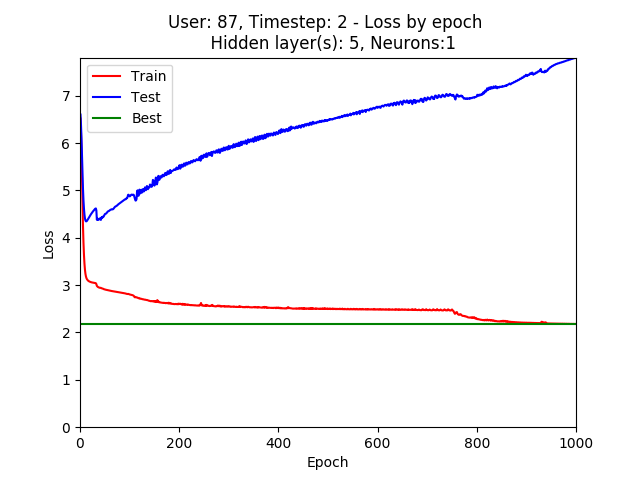 User: 87, Timestep: 2 - Loss by epoch
Hidden layer(s): 5, Neurons:1
Train
Test
Best
7
6
5
4
3
2
1
0
Loss
0 200 400 600 800 1000
Epoch